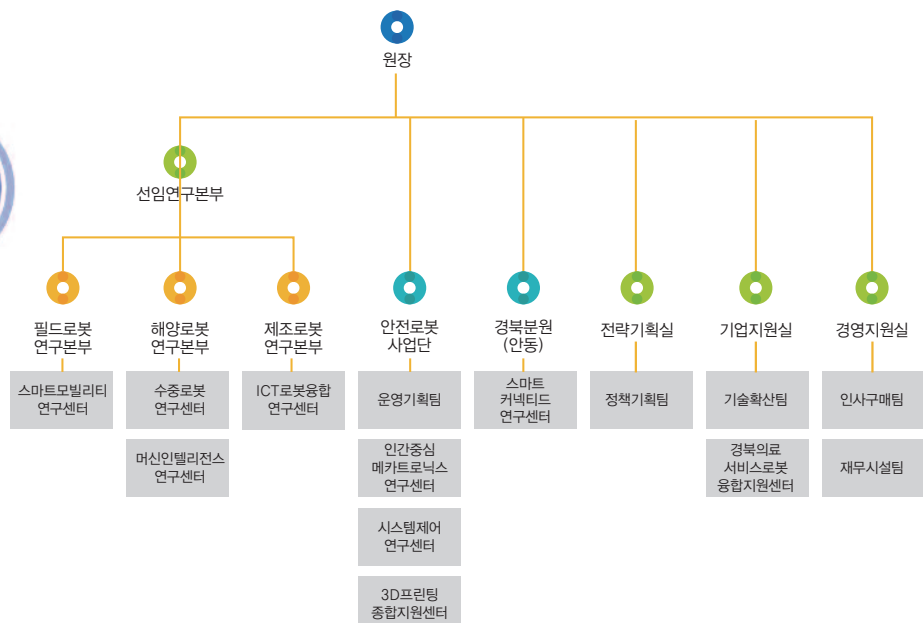 원장
선임연구본부
필드로봇
연구본부
해양로봇
연구본부
제조로봇
연구본부
안전로봇
사업단
경북분원
(안동)
전략기획실
기업지원실
경영지원실
스마트모빌리티
연구센터
수중로봇
연구센터
ICT로봇융합
연구센터
운영기획팀
스마트
커넥티드
연구센터
정책기획팀
기술확산팀
인사구매팀
머신인텔리전스
연구센터
인간중심
메카트로닉스
연구센터
경북의료
서비스로봇
융합지원센터
재무시설팀
시스템제어
연구센터
3D프린팅
종합지원센터